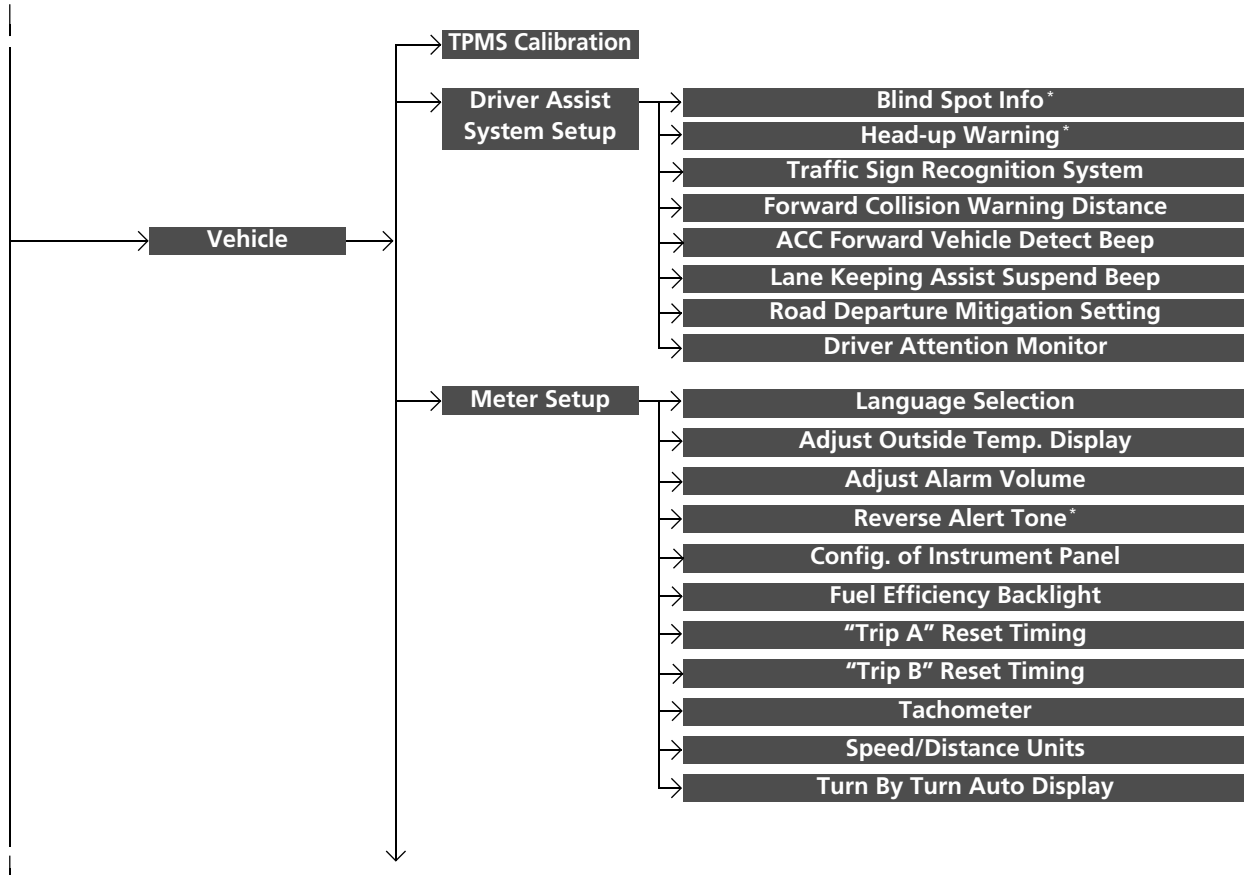 TPMS Calibration
Driver Assist
System Setup
Blind Spot Info*
Head-up Warning*
Traffic Sign Recognition System
Forward Collision Warning Distance
Vehicle
ACC Forward Vehicle Detect Beep
Lane Keeping Assist Suspend Beep
Road Departure Mitigation Setting
Driver Attention Monitor
Meter Setup
Language Selection
Adjust Outside Temp. Display
Adjust Alarm Volume
Reverse Alert Tone*
Config. of Instrument Panel
Fuel Efficiency Backlight
“Trip A” Reset Timing
“Trip B” Reset Timing
Tachometer
Speed/Distance Units
Turn By Turn Auto Display